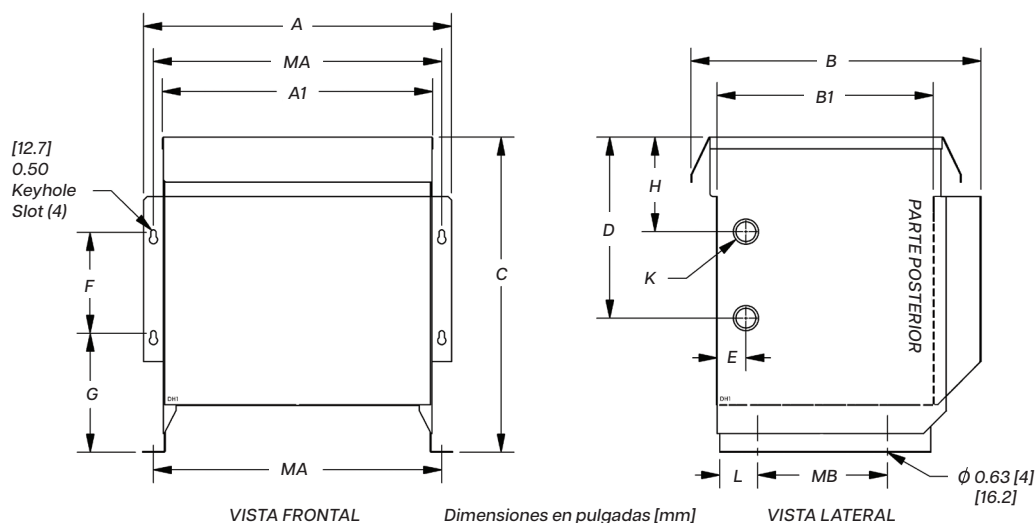 A
MA
A1
[12.7]
0.50
Keyhole
Slot (4)
F
G
C
DH1
MA
VISTA FRONTAL
Dimensiones en pulgadas [mm]
B
B1
H
D
K
E
PARTE POSTERIOR
DH1
L
MB
Ø 0.63 [4]
[16.2]
VISTA LATERAL